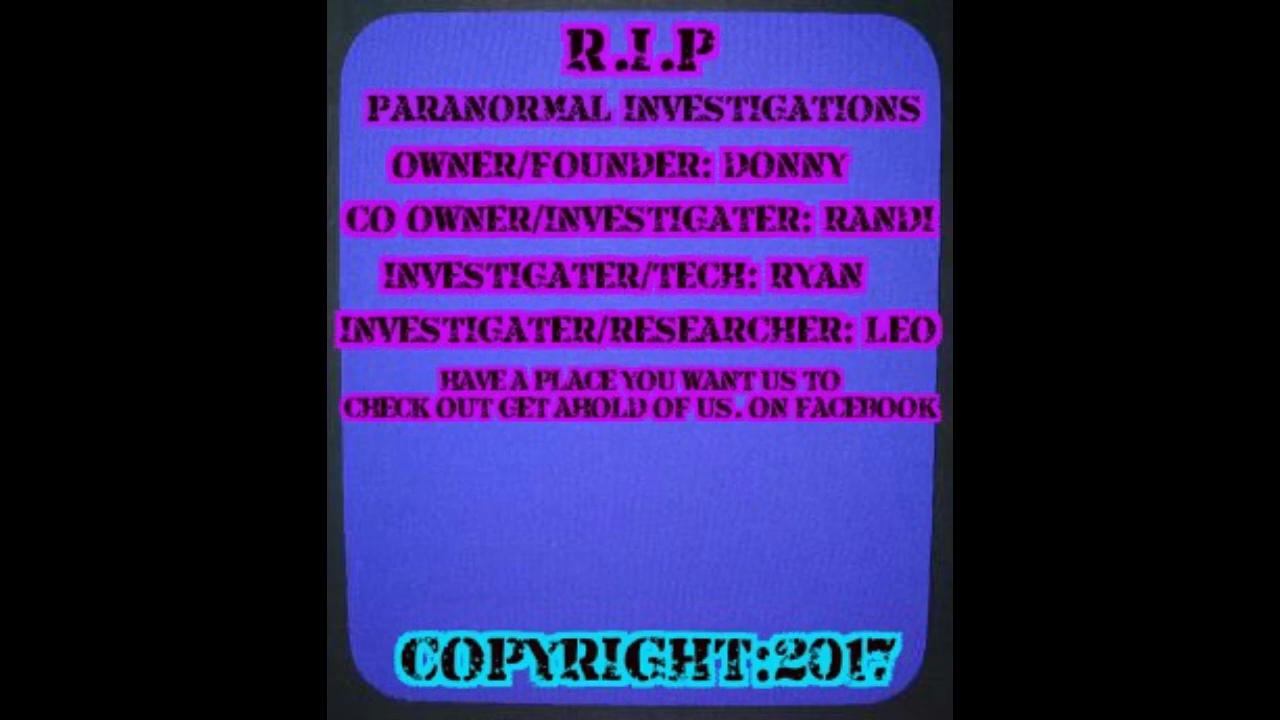 R.I.P
PARANORMAL INVESTIGATIONS
OWNER/FOUNDER: DONNY
CO OWNER/INVESTIGATER: RANDI
INVESTIGATER/TECH: RYAN
INVESTIGATER/RESEARCHER: LEO
HAVE A PLACE YOU WANT US TO
CHECK OUT GET AHOLD OF US. ON FACEBOOK
COPYRIGHT:2017